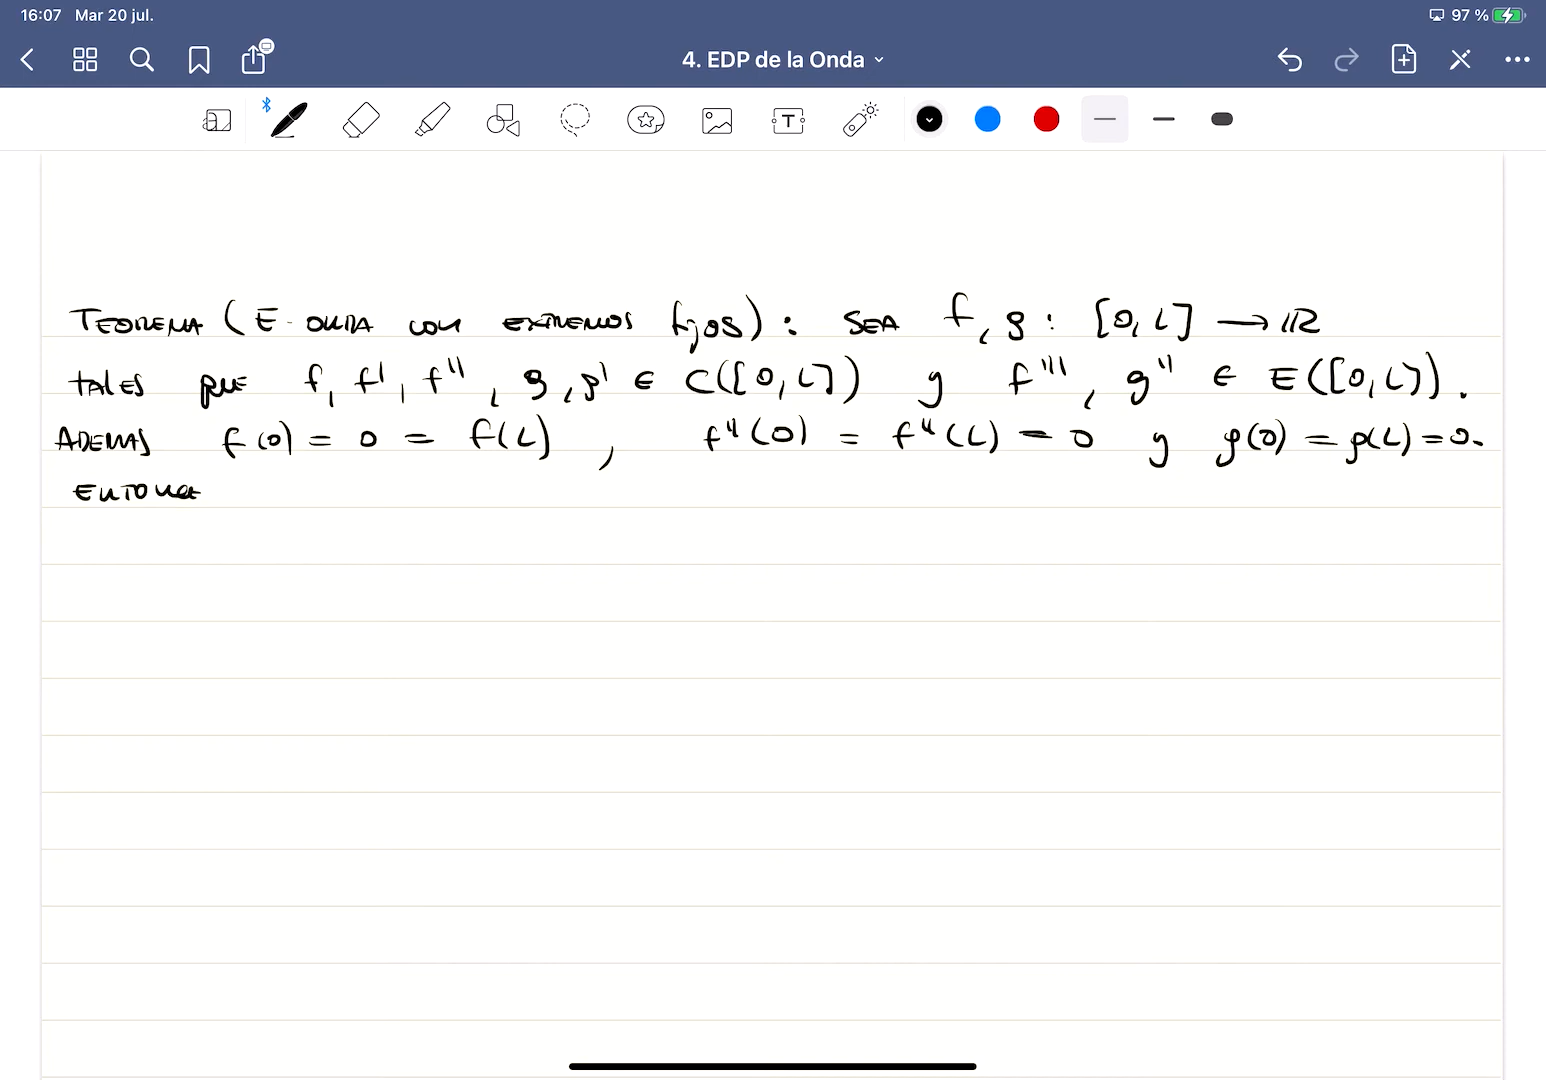 16:07 Mar 20 jul. 97 %
4. EDP de la Onda
TEOREMA (E. ONDA CON EXTREMOS fijos) : SEA f, g : [0, L] → ℝ
TALES que f, f', f'', g, g' ∈ C([0, L]) y f''', g'' ∈ E([0, L]).
ADEMAS f(0) = 0 = f(L), f''(0) = f''(L) = 0 y g(0) = g(L) = 0.
ENTONCE